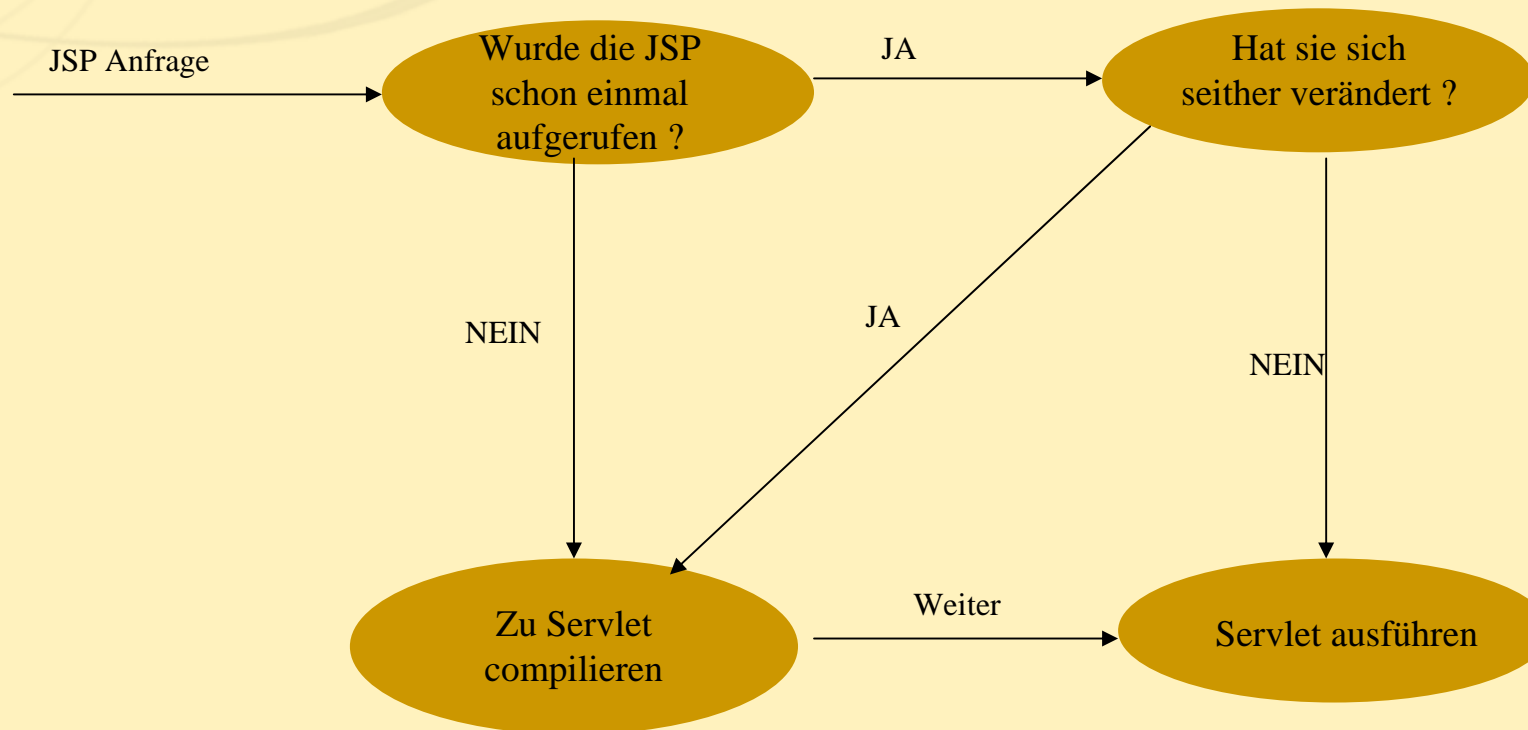 JSP Anfrage
Wurde die JSP
schon einmal
aufgerufen ?
JA
Hat sie sich
seither verändert ?
NEIN
JA
NEIN
Zu Servlet
compilieren
Weiter
Servlet ausführen